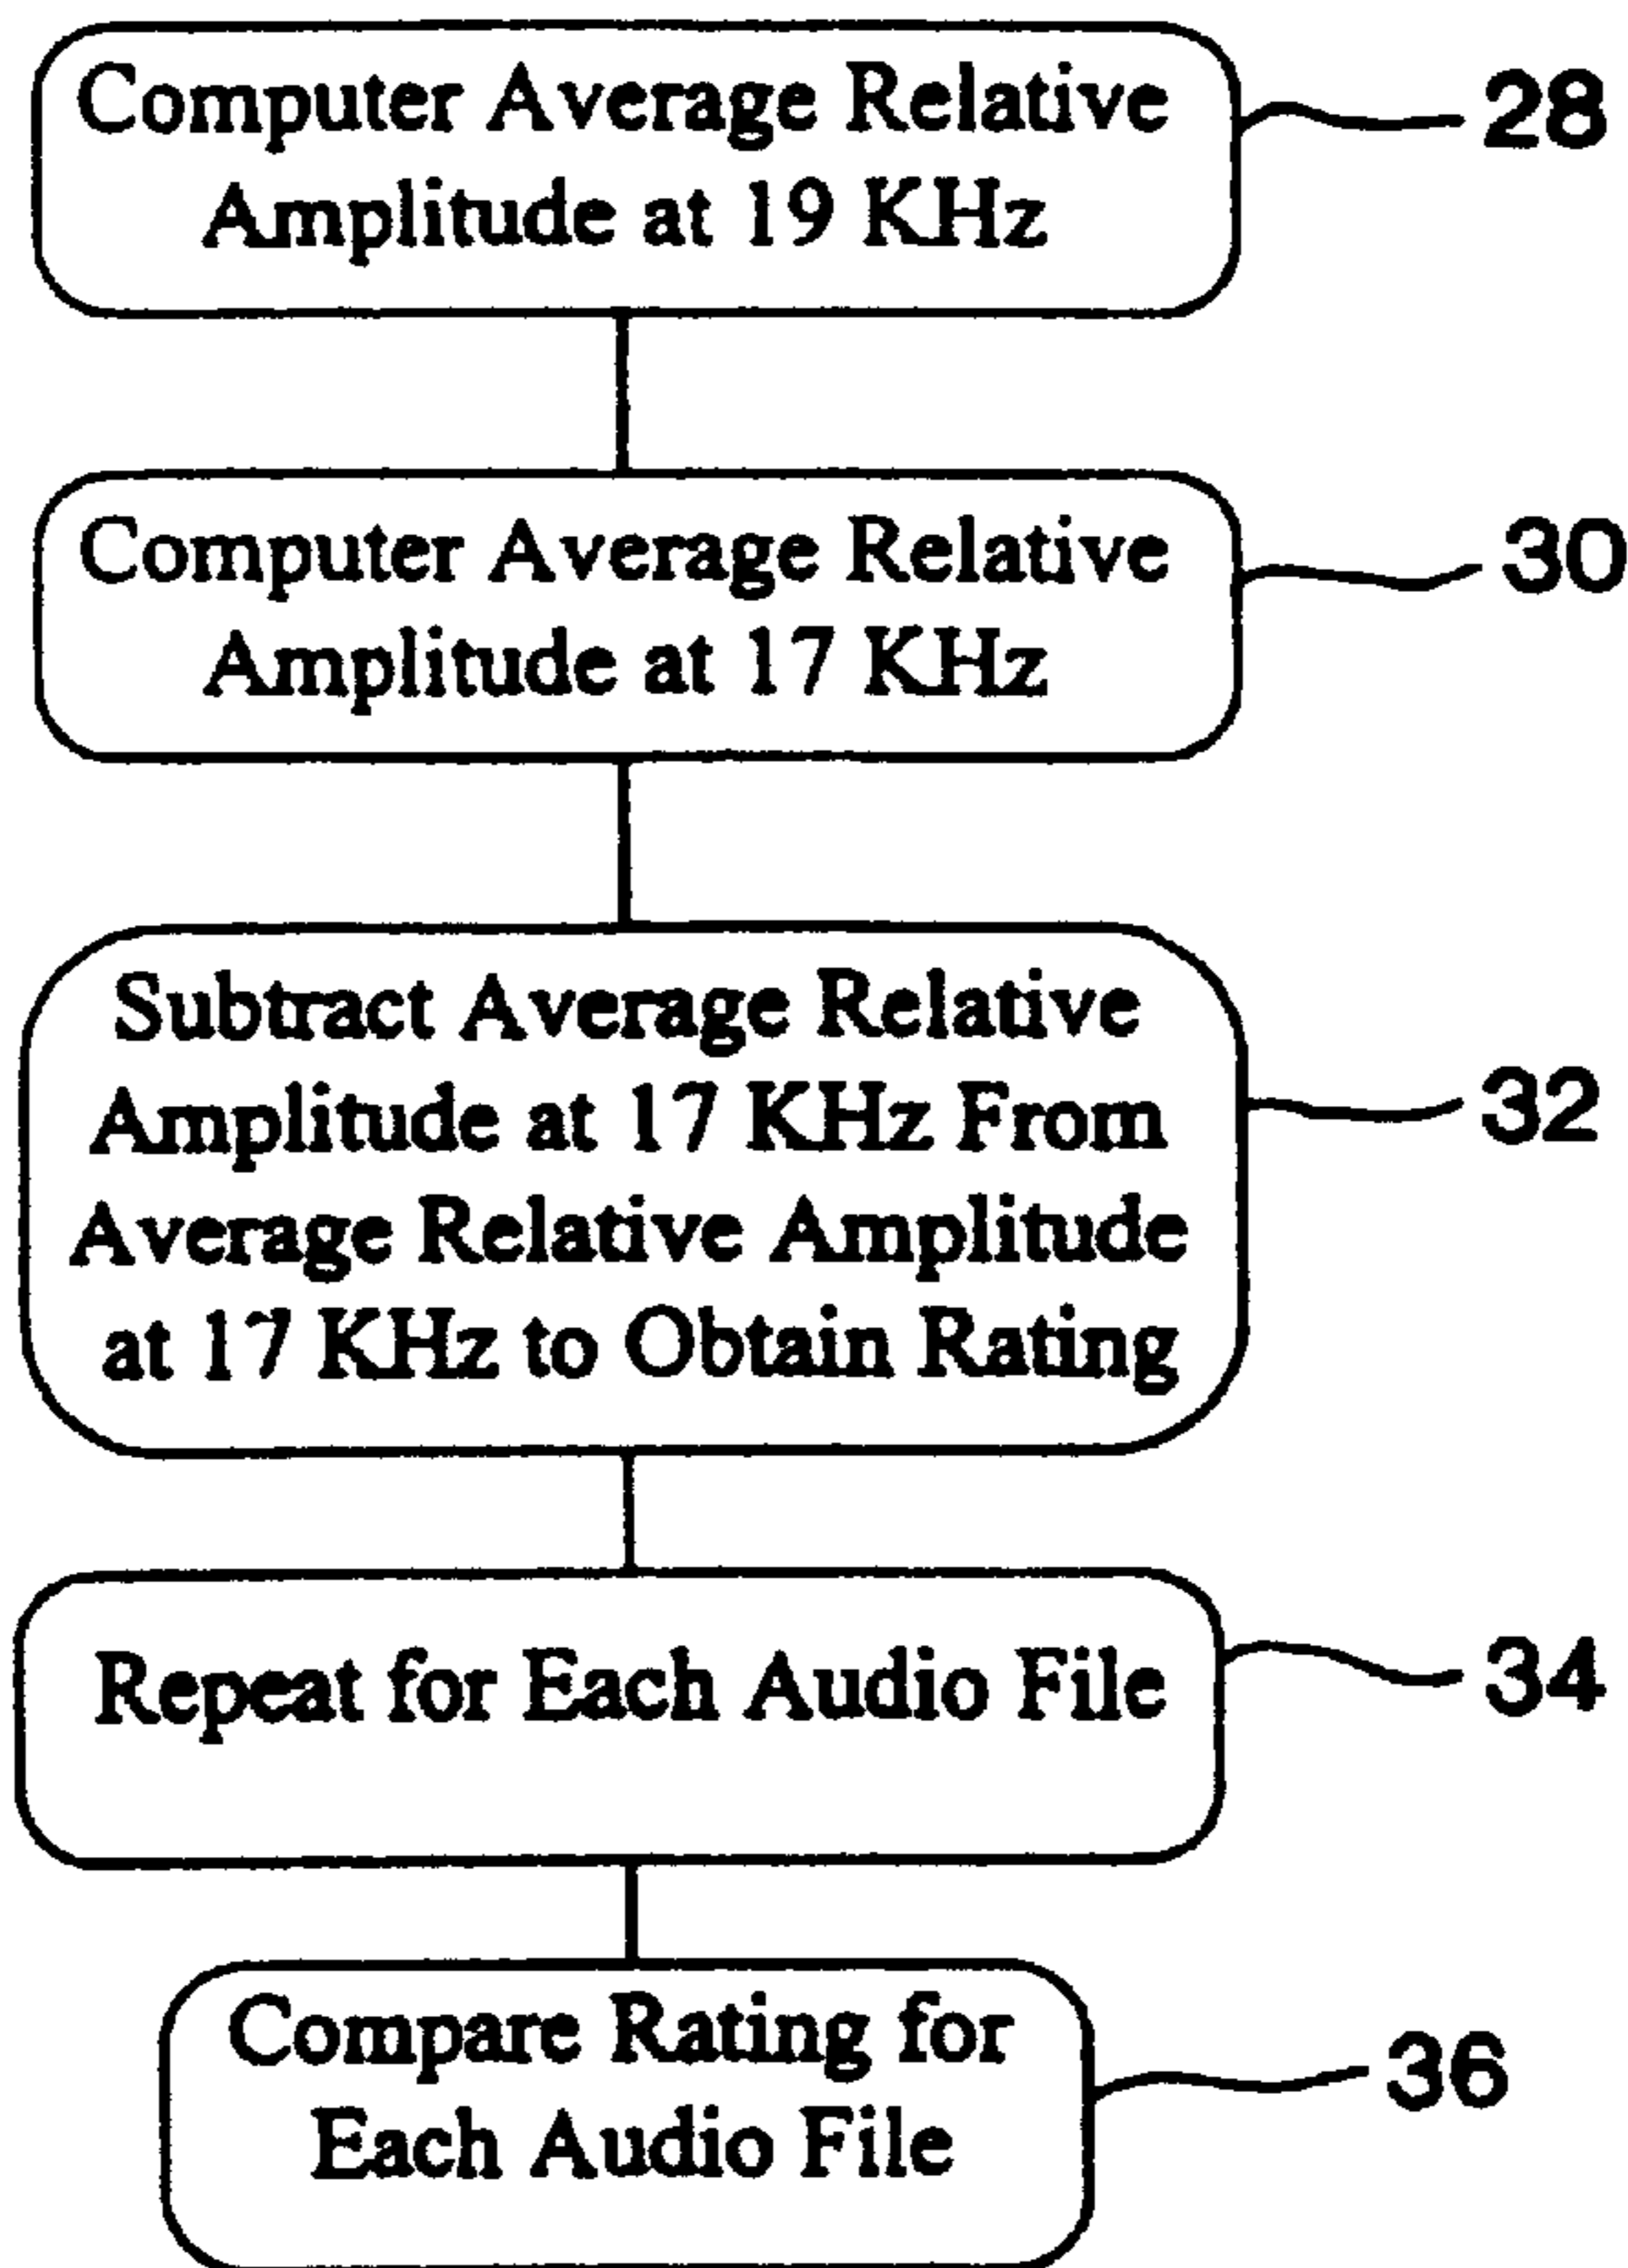 Computer Average Relative
Amplitude at 19 KHz
28
Computer Average Relative
Amplitude at 17 KHz
30
Subtract Average Relative
Amplitude at 17 KHz From
Average Relative Amplitude
at 17 KHz to Obtain Rating
32
Repeat for Each Audio File
34
Compare Rating for
Each Audio File
36